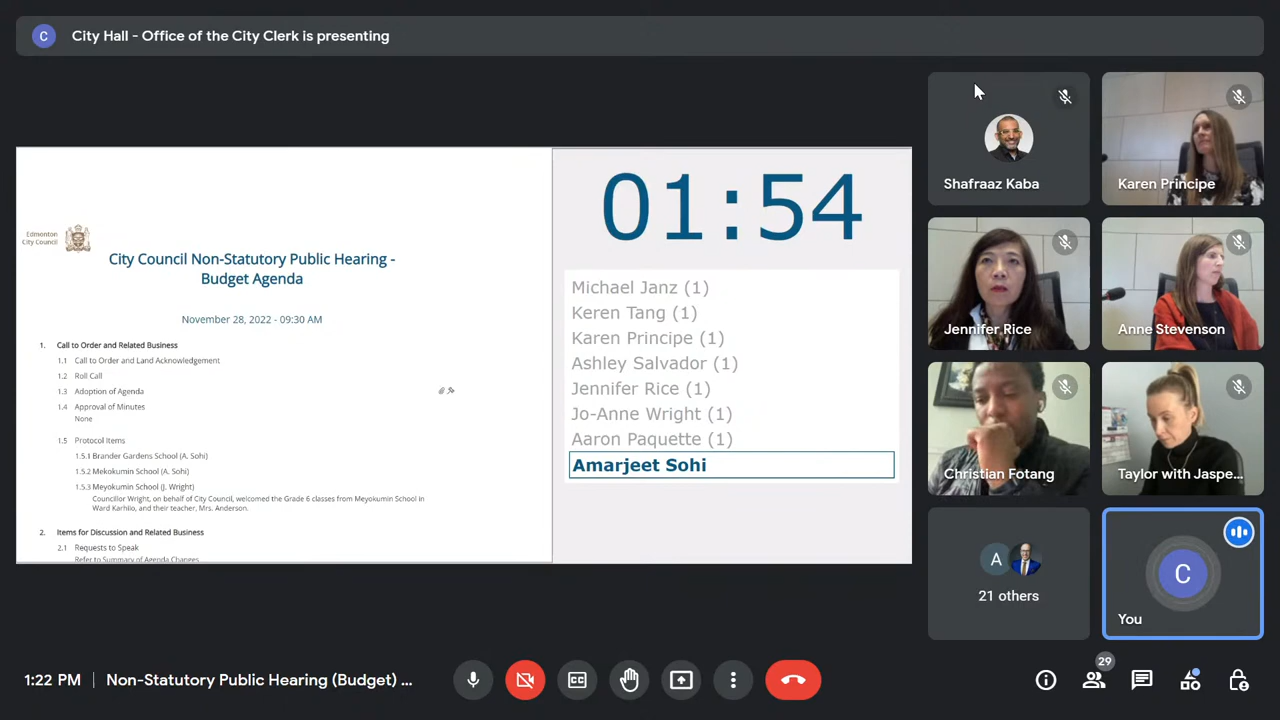 C City Hall - Office of the City Clerk is presenting
Edmonton
City Council
City Council Non-Statutory Public Hearing -
Budget Agenda
November 28, 2022 - 09:30 AM
1. Call to Order and Related Business
1.1 Call to Order and Land Acknowledgement
1.2 Roll Call
1.3 Adoption of Agenda
1.4 Approval of Minutes
None
1.5 Protocol Items
1.5.1 Brander Gardens School (A. Sohi)
1.5.2 Mekokumin School (A. Sohi)
1.5.3 Meyokumin School (J. Wright)
Councillor Wright, on behalf of City Council, welcomed the Grade 6 classes from Meyokumin School in
Ward Karhiio, and their teacher, Mrs. Anderson.
2. Items for Discussion and Related Business
2.1 Requests to Speak
Refer to Summary of Agenda Changes
01:54
Michael Janz (1)
Keren Tang (1)
Karen Principe (1)
Ashley Salvador (1)
Jennifer Rice (1)
Jo-Anne Wright (1)
Aaron Paquette (1)
Amarjeet Sohi
Shafraaz Kaba
Karen Principe
Jennifer Rice
Anne Stevenson
Christian Fotang
Taylor with Jaspe...
A
21 others
C
You
1:22 PM | Non-Statutory Public Hearing (Budget) ...
CC
29